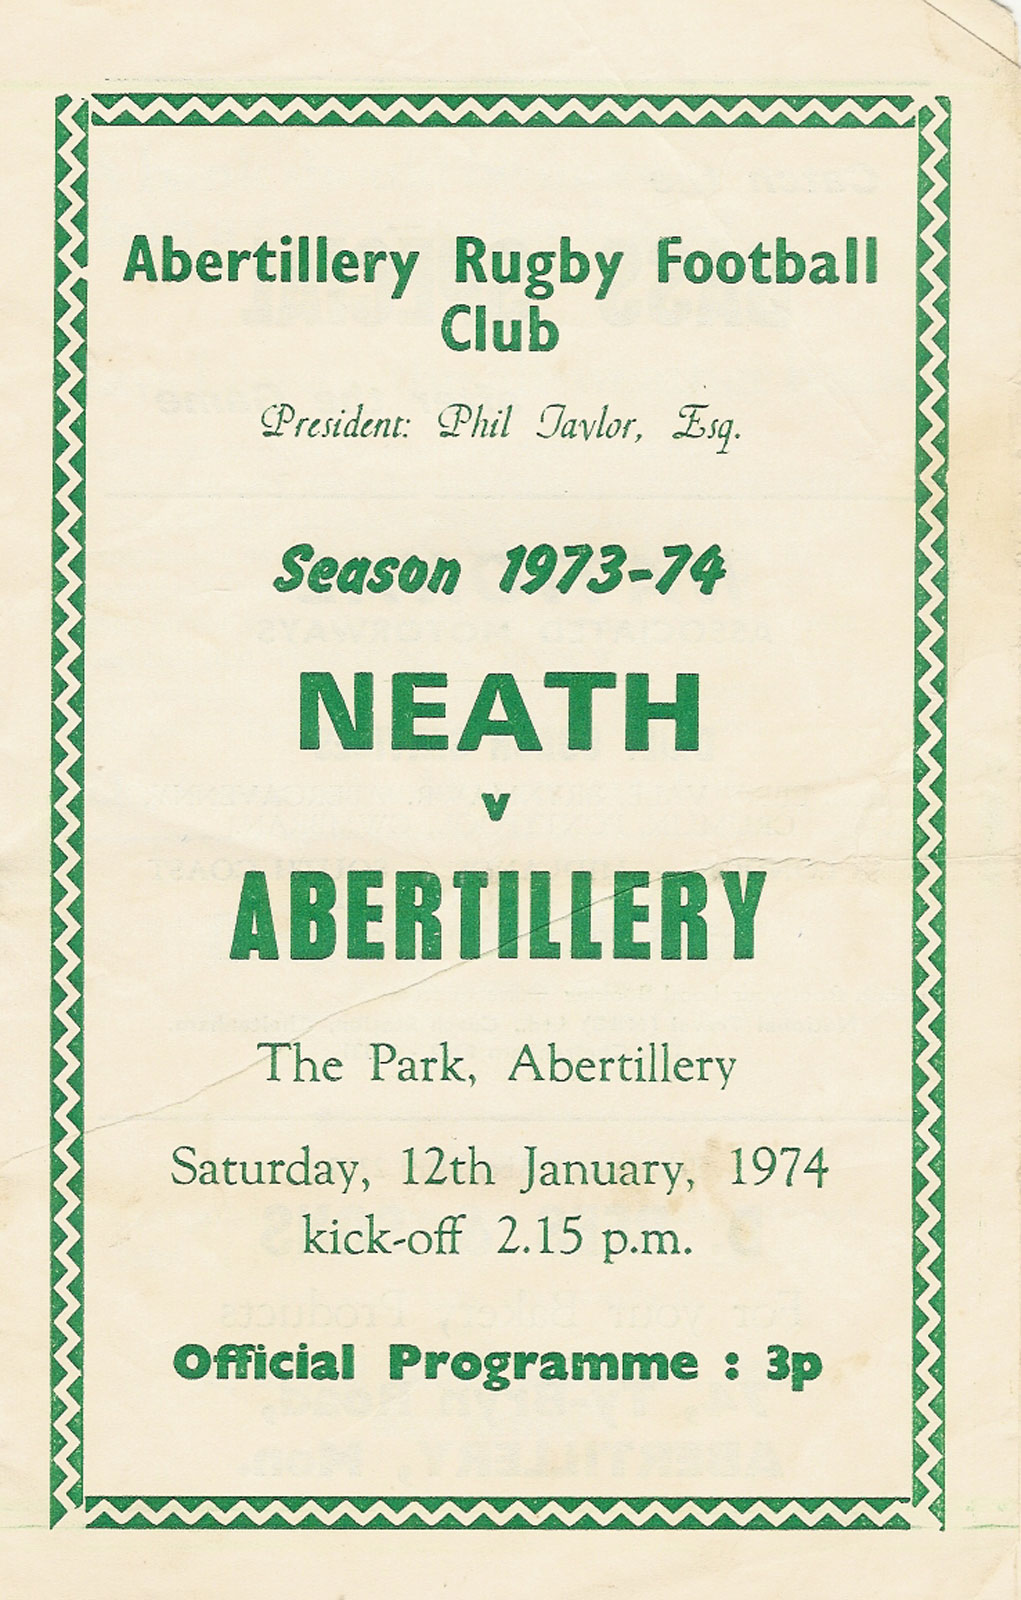 Abertillery Rugby Football
Club
President: Phil Taylor, Esq.
Season 1973-74
NEATH
v
ABERTILLERY
The Park, Abertillery
Saturday, 12th January, 1974
kick-off 2.15 p.m.
Official Programme : 3p